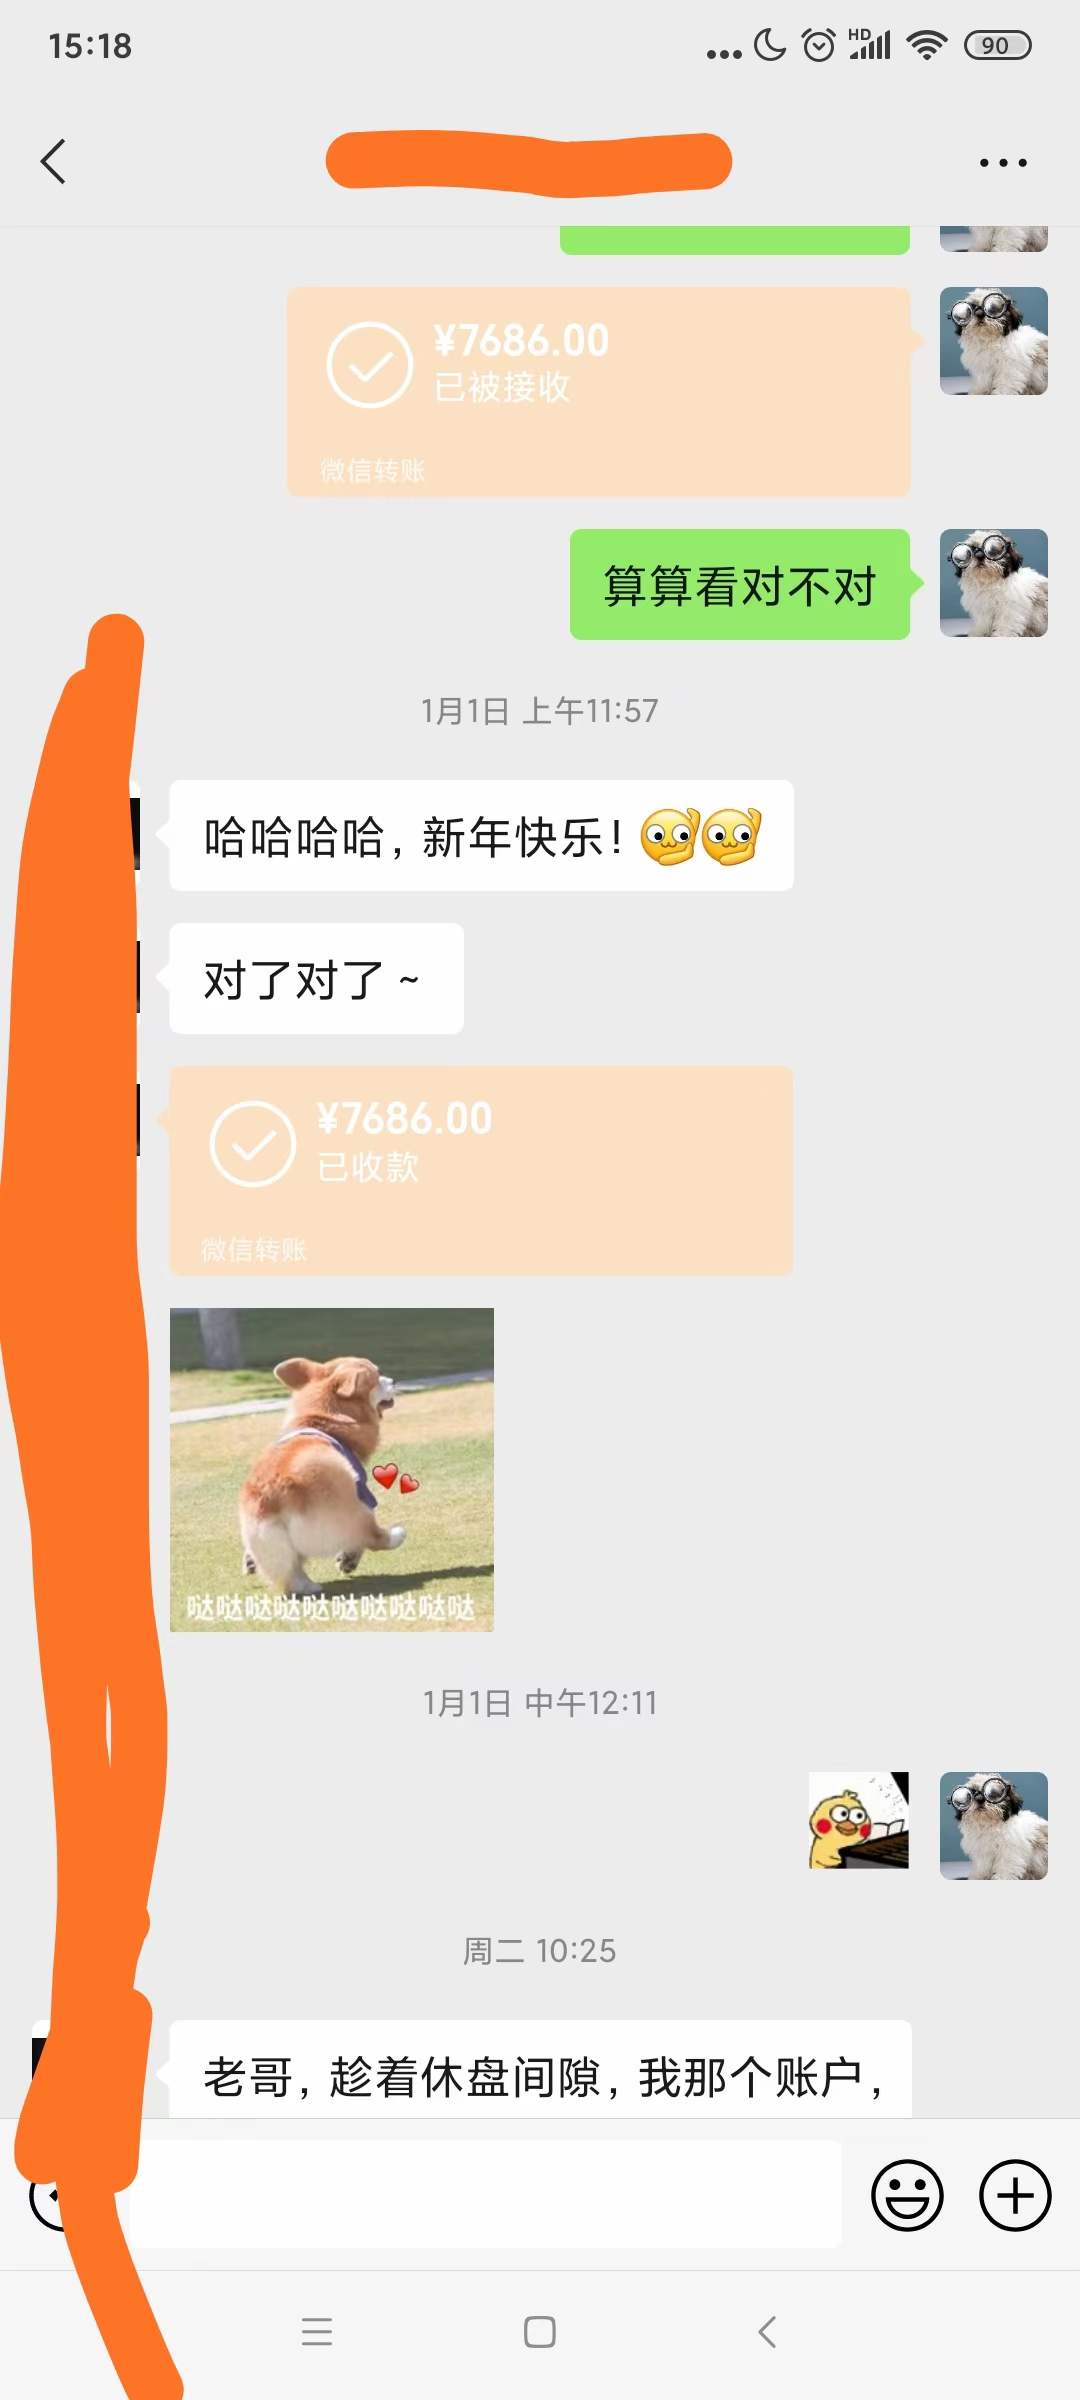 15:18
HD
90
¥7686.00
已被接收
微信转账
算算看对不对
1月1日 上午11:57
哈哈哈哈，新年快乐！
对了对了～
¥7686.00
已收款
微信转账
哒哒哒哒哒哒哒哒哒哒
1月1日 中午12:11
周二 10:25
老哥，趁着休盘间隙，我那个账户，